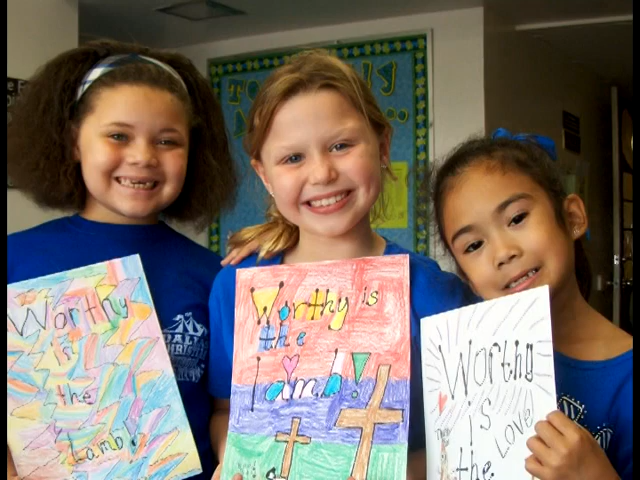 Worthy
is
the
Lamb!
Worthy is
the
lamb!
Worthy
is
the
LOVE